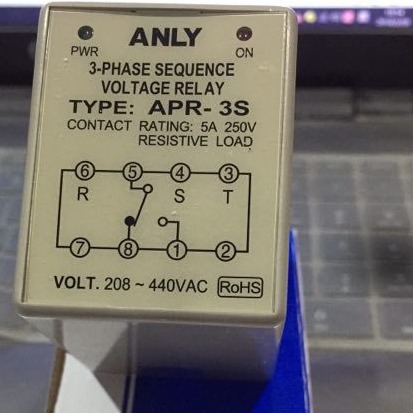 ANLY
PWR ON
3-PHASE SEQUENCE
VOLTAGE RELAY
TYPE: APR- 3S
CONTACT RATING: 5A 250V
RESISTIVE LOAD
6 5 4 3
R S T
7 8 1 2
VOLT. 208 ~ 440VAC RoHS